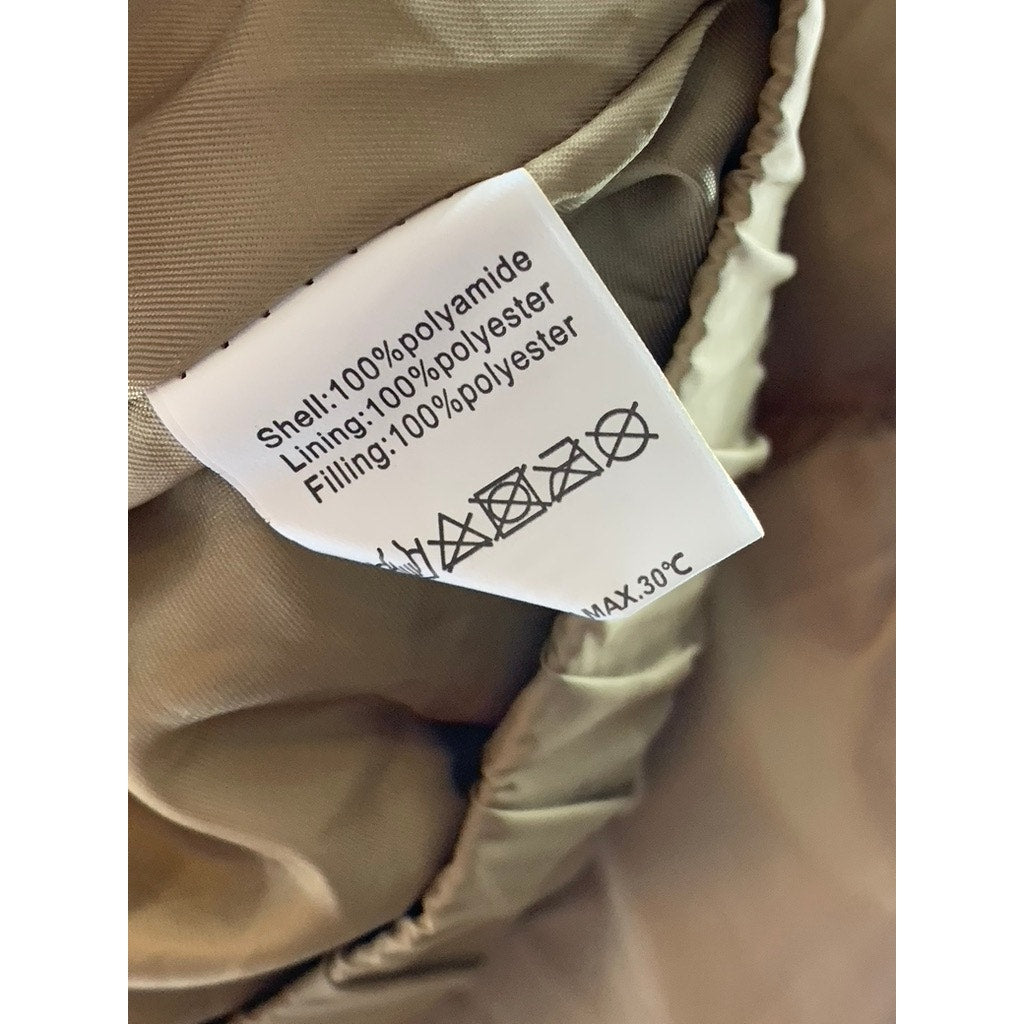 Shell:100%polyamide
Lining:100%polyester
Filling:100%polyester
MAX.30℃